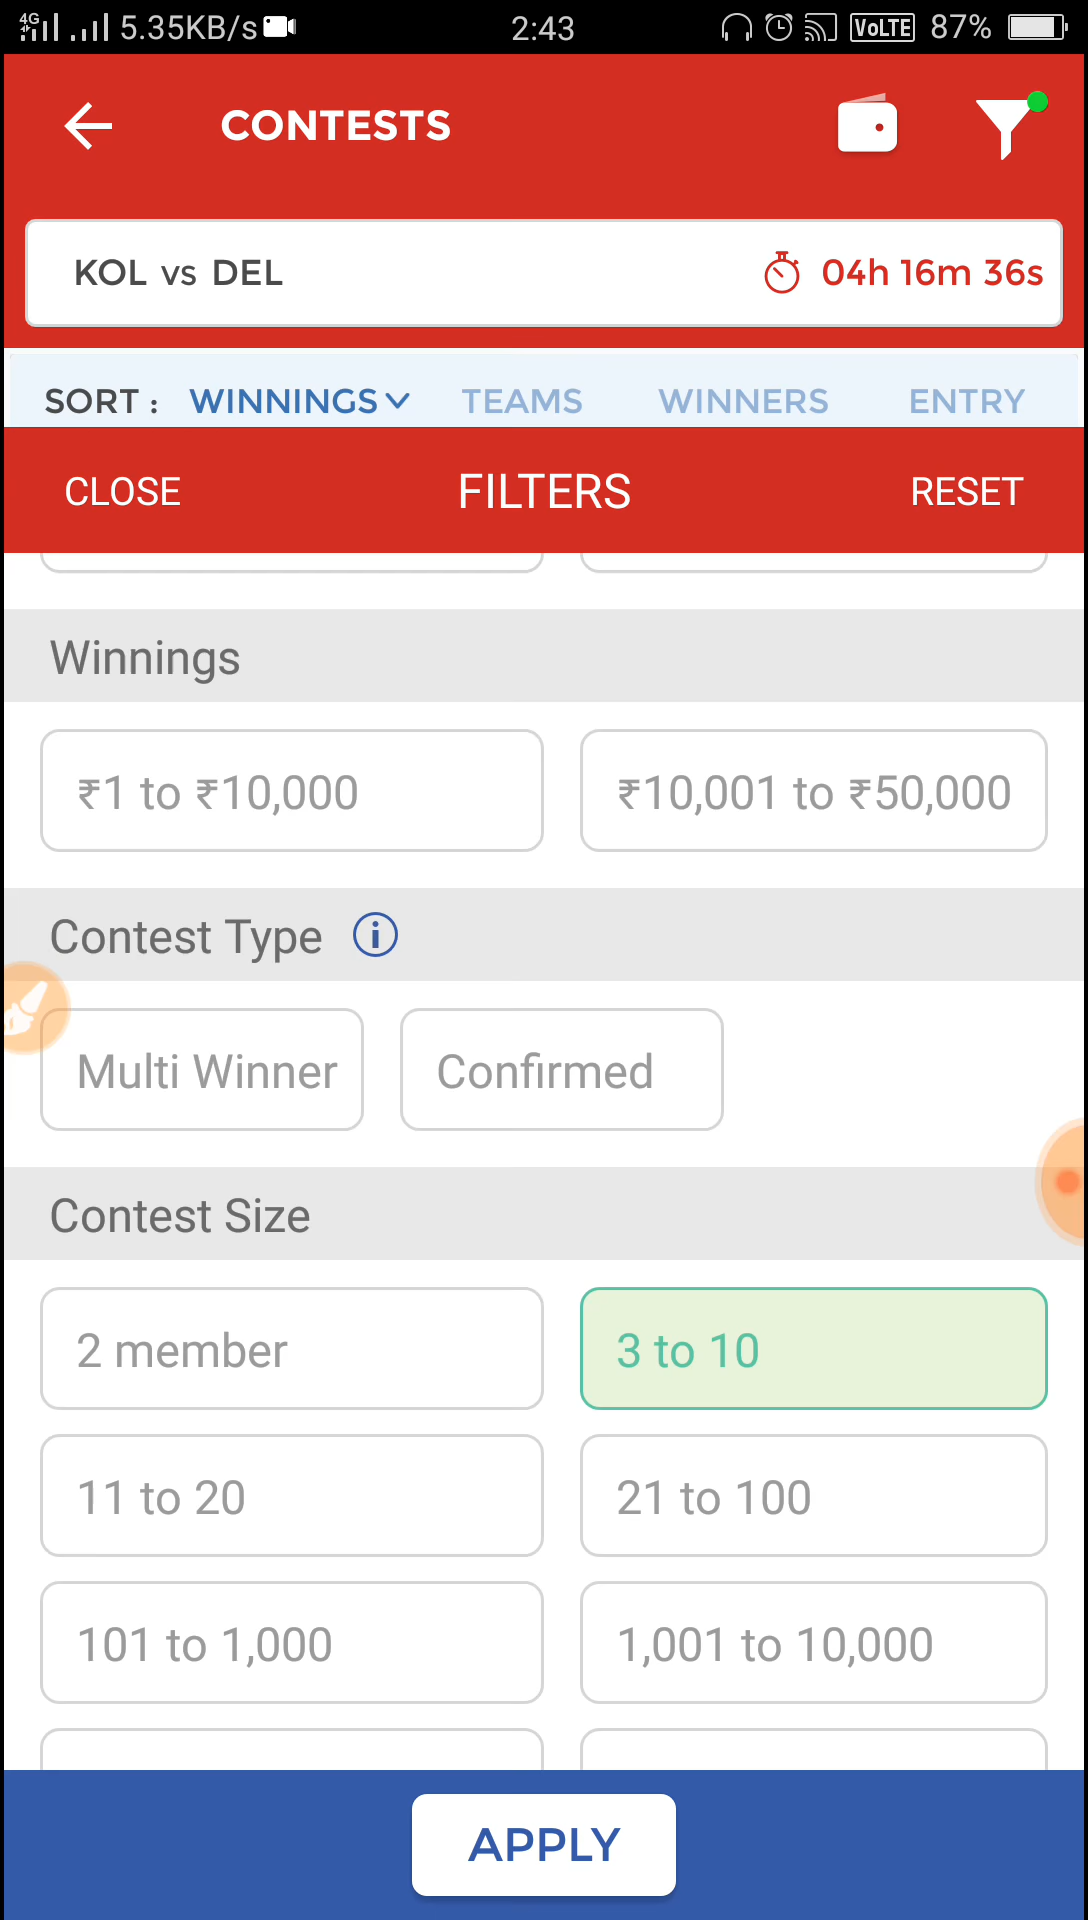 4G 5.35KB/s 2:43 VoLTE 87%
CONTESTS
KOL vs DEL 04h 16m 36s
SORT : WINNINGS TEAMS WINNERS ENTRY
CLOSE FILTERS RESET
Winnings
₹1 to ₹10,000 ₹10,001 to ₹50,000
Contest Type i
Multi Winner Confirmed
Contest Size
2 member 3 to 10
11 to 20 21 to 100
101 to 1,000 1,001 to 10,000
APPLY